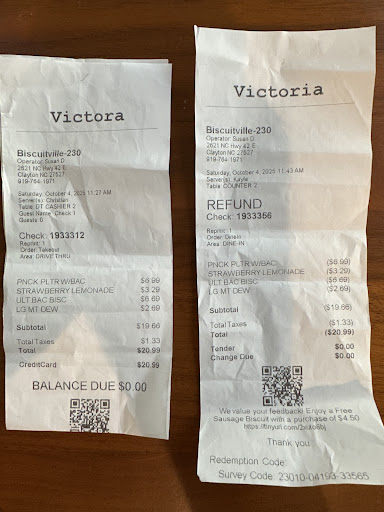 Victora
Biscuitville-230
Operator: Susan D.
2621 NC Hwy 42 E
Clayton NC 27527
919-764-1971
Saturday, October 4, 2025 11:27 AM
Server(s): Christian
Table: DT CASHIER 2
Guest Name: Check 1
Guests: 0
Check: 1933312
Reprint: 1
Order: Takeout
Area: DRIVE THRU
PNCK PLTR W/BAC $6.99
STRAWBERRY LEMONADE $3.29
ULT BAC BISC $6.69
LG MT DEW $2.69
Subtotal $19.66
Total Taxes $1.33
Total $20.99
CreditCard $20.99
BALANCE DUE $0.00
Victoria
Biscuitville-230
Operator: Susan D.
2621 NC Hwy 42 E
Clayton NC 27527
919-764-1971
Saturday, October 4, 2025 11:43 AM
Server(s): Kaylie
Table: COUNTER 2
REFUND
Check: 1933356
Reprint: 1
Order: DineIn
Area: DINE-IN
PNCK PLTR W/BAC ($6.99)
STRAWBERRY LEMONADE ($3.29)
ULT BAC BISC ($6.69)
LG MT DEW ($2.69)
Subtotal ($19.66)
Total Taxes ($1.33)
Total ($20.99)
Tender $0.00
Change Due $0.00
We value your feedback! Enjoy a Free
Sausage Biscuit with a purchase of $4.50
Thank you
Redemption Code:
Survey Code: 23010-04193-33565